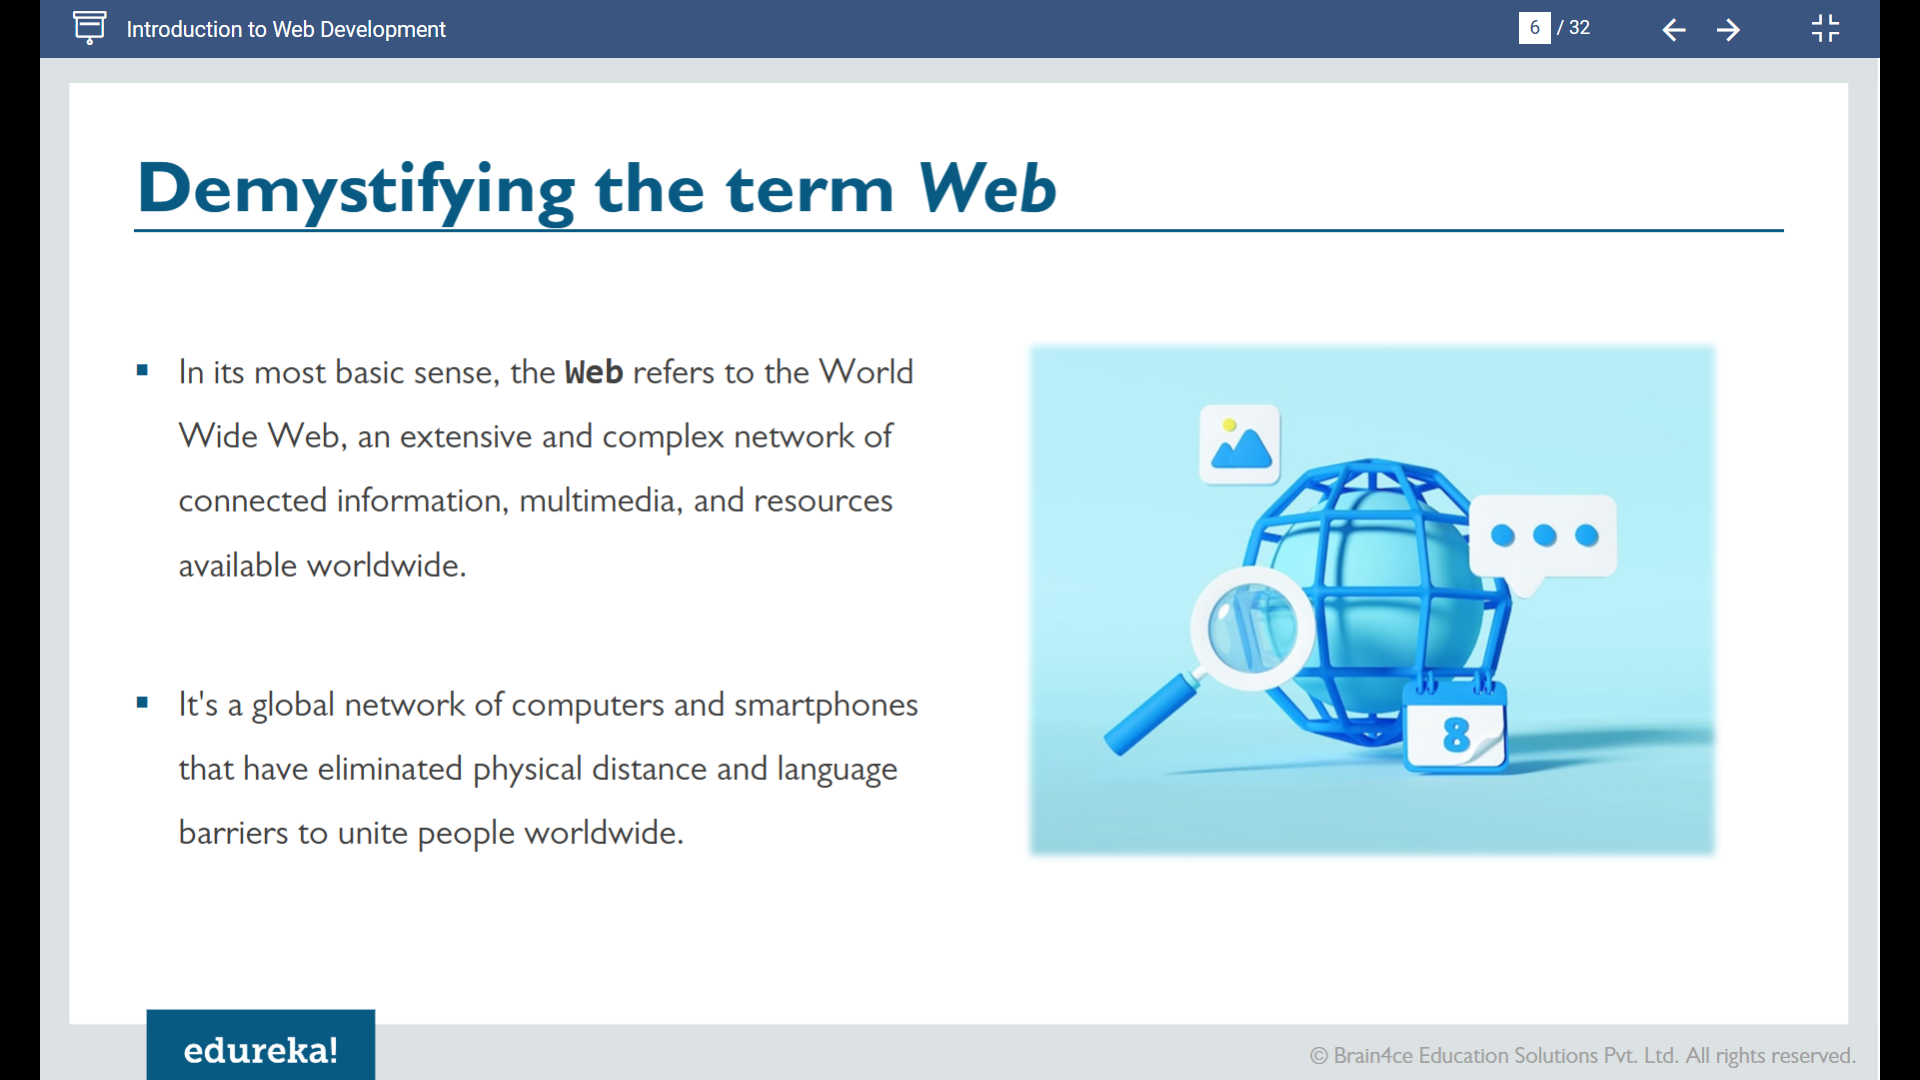 Introduction to Web Development
6 / 32
Demystifying the term Web
In its most basic sense, the Web refers to the World
Wide Web, an extensive and complex network of
connected information, multimedia, and resources
available worldwide.
It's a global network of computers and smartphones
that have eliminated physical distance and language
barriers to unite people worldwide.
8
edureka!
© Brain4ce Education Solutions Pvt. Ltd. All rights reserved.